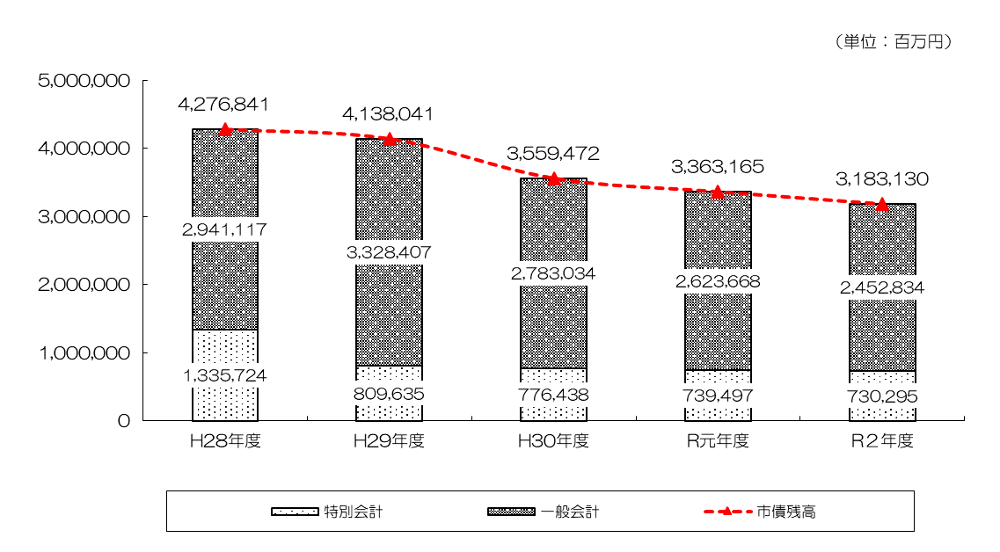 （単位：百万円）
5,000,000
4,000,000
3,000,000
2,000,000
1,000,000
0
4,276,841
4,138,041
3,559,472
3,363,165
3,183,130
2,941,117
3,328,407
2,783,034
2,623,668
2,452,834
1,335,724
809,635
776,438
739,497
730,295
H28年度
H29年度
H30年度
R元年度
R２年度
特別会計
一般会計
市債残高